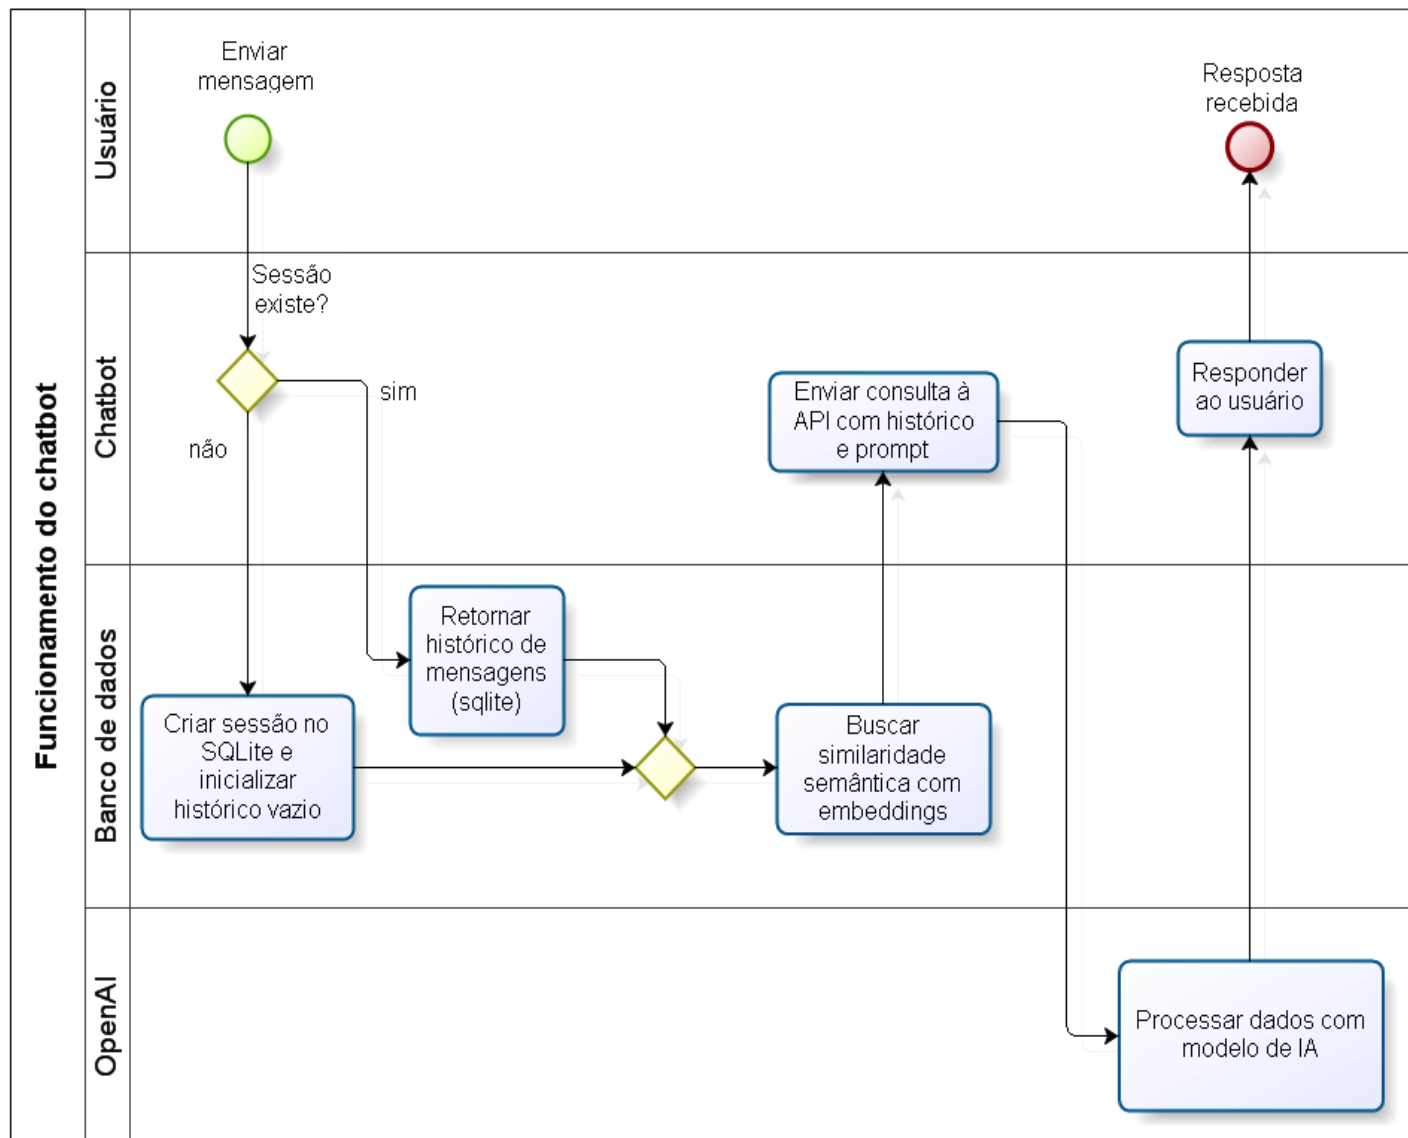 Funcionamento do chatbot
Usuário
Enviar
mensagem
Resposta
recebida
Chatbot
Sessão
existe?
sim
não
Enviar consulta à
API com histórico
e prompt
Responder
ao usuário
Banco de dados
Retornar
histórico de
mensagens
(sqlite)
Criar sessão no
SQLite e
inicializar
histórico vazio
Buscar
similaridade
semântica com
embeddings
OpenAI
Processar dados com
modelo de IA